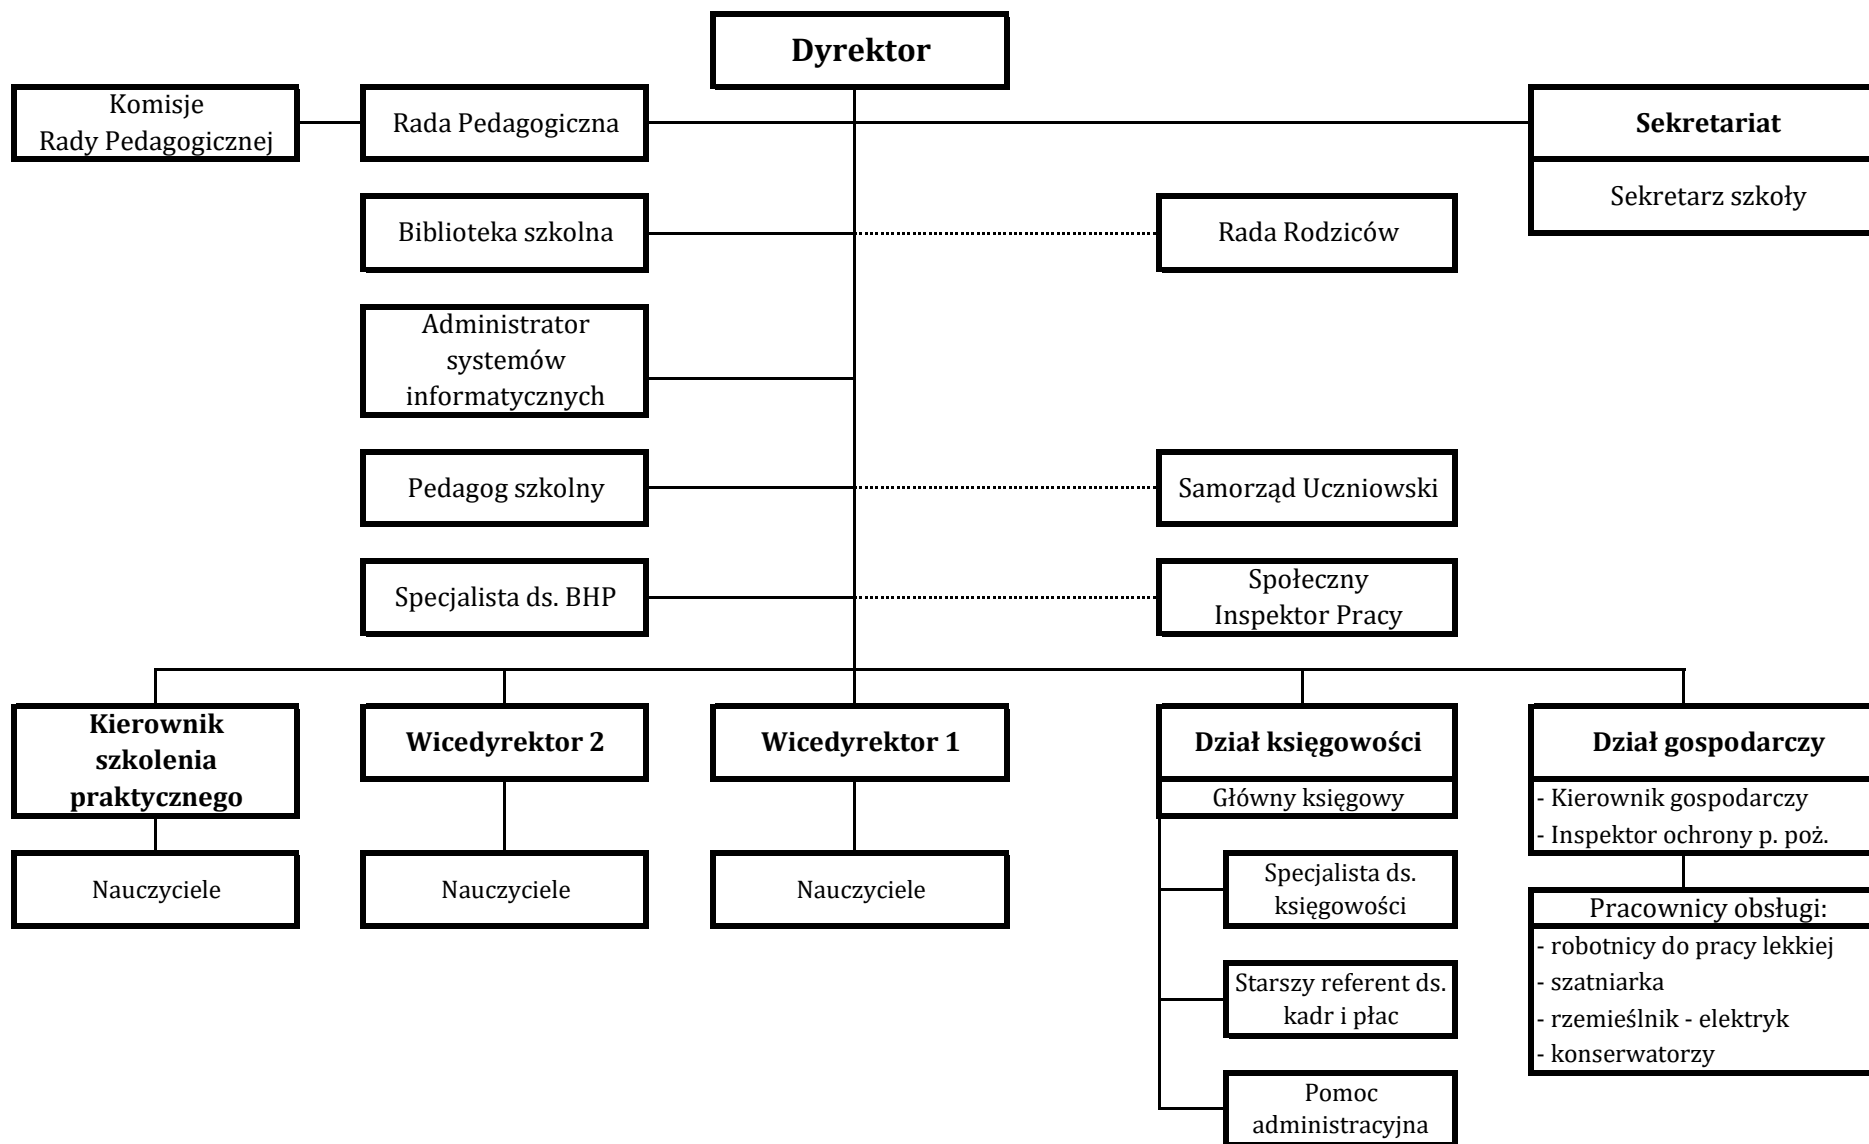 Dyrektor
Komisje
Rady Pedagogicznej
Rada Pedagogiczna
Sekretariat
Sekretarz szkoły
Biblioteka szkolna
Rada Rodziców
Administrator
systemów
informatycznych
Pedagog szkolny
Samorząd Uczniowski
Specjalista ds. BHP
Społeczny
Inspektor Pracy
Kierownik
szkolenia
praktycznego
Wicedyrektor 2
Wicedyrektor 1
Dział księgowości
Główny księgowy
Dział gospodarczy
- Kierownik gospodarczy
- Inspektor ochrony p. poż.
Nauczyciele
Nauczyciele
Nauczyciele
Specjalista ds.
księgowości
Starszy referent ds.
kadr i płac
Pomoc
administracyjna
Pracownicy obsługi:
- robotnicy do pracy lekkiej
- szatniarka
- rzemieślnik - elektryk
- konserwatorzy